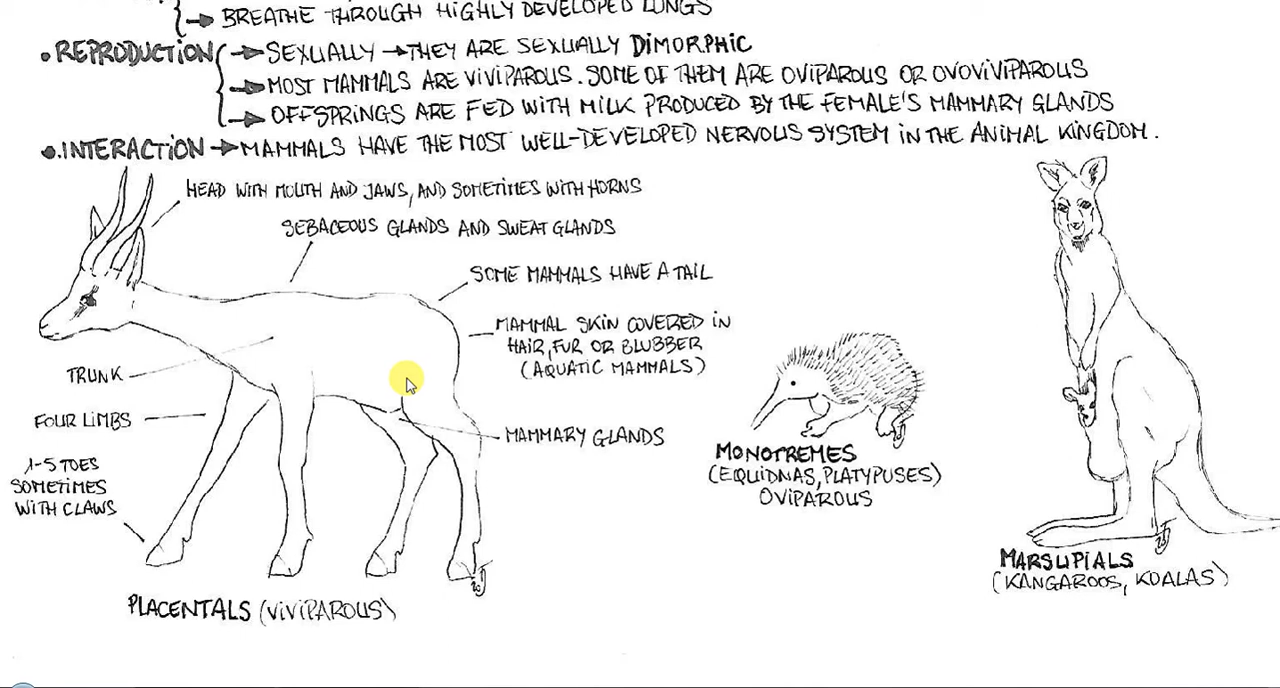 → BREATHE THROUGH HIGHLY DEVELOPED LUNGS
• REPRODUCTION → SEXUALLY → THEY ARE SEXUALLY DIMORPHIC
→ MOST MAMMALS ARE VIVIPAROUS. SOME OF THEM ARE OVIPAROUS OR OVOVIVIPAROUS
→ OFFSPRINGS ARE FED WITH MILK PRODUCED BY THE FEMALE'S MAMMARY GLANDS
• INTERACTION → MAMMALS HAVE THE MOST WELL-DEVELOPED NERVOUS SYSTEM IN THE ANIMAL KINGDOM.
HEAD WITH MOUTH AND JAWS, AND SOMETIMES WITH HORNS
SEBACEOUS GLANDS AND SWEAT GLANDS
SOME MAMMALS HAVE A TAIL
MAMMAL SKIN COVERED IN
HAIR, FUR OR BLUBBER
(AQUATIC MAMMALS)
TRUNK
FOUR LIMBS
MAMMARY GLANDS
1-5 TOES
SOMETIMES
WITH CLAWS
PLACENTALS (VIVIPAROUS)
MONOTREMES
(EQUIDNAS, PLATYPUSES)
OVIPAROUS
MARSUPIALS
(KANGAROOS, KOALAS)